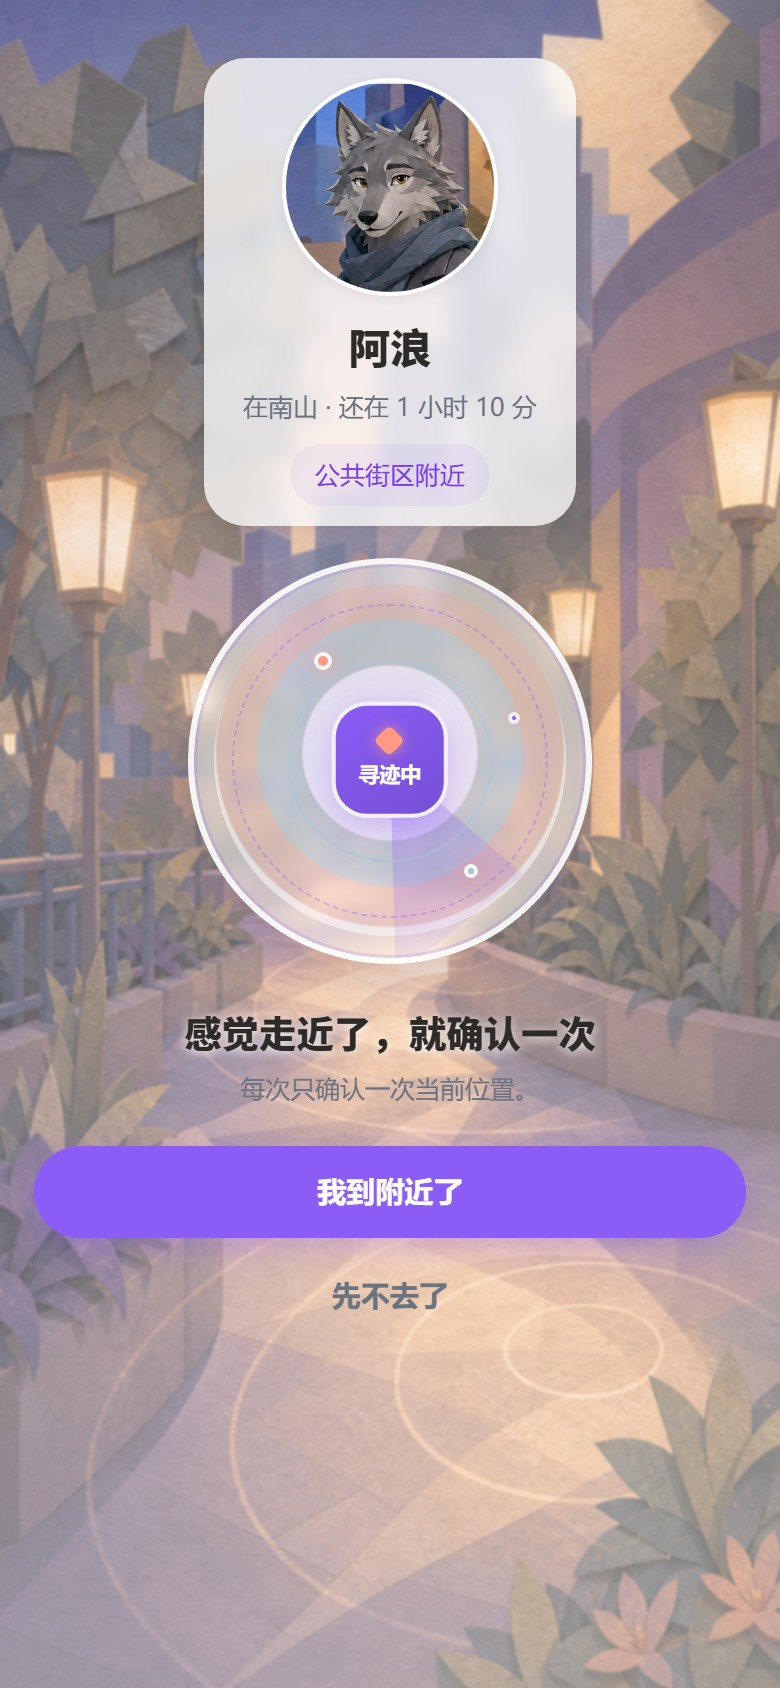 阿浪
在南山 · 还在 1 小时 10 分
公共街区附近
寻迹中
感觉走近了，就确认一次
每次只确认一次当前位置。
我到附近了
先不去了